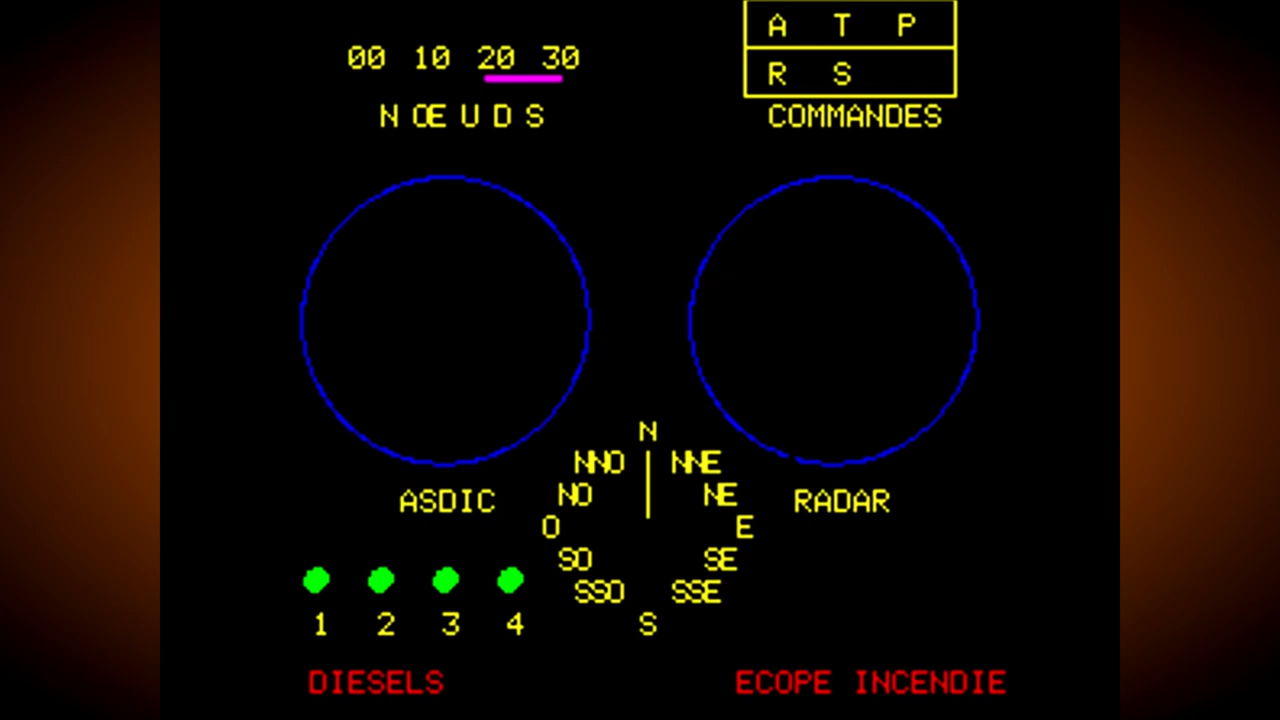 00 10 20 30
NŒUDS
A T P
R S
COMMANDES
N
NNO NNE
NO NE
O E
SO SE
SSO SSE
S
ASDIC
RADAR
1 2 3 4
DIESELS
ECOPE INCENDIE